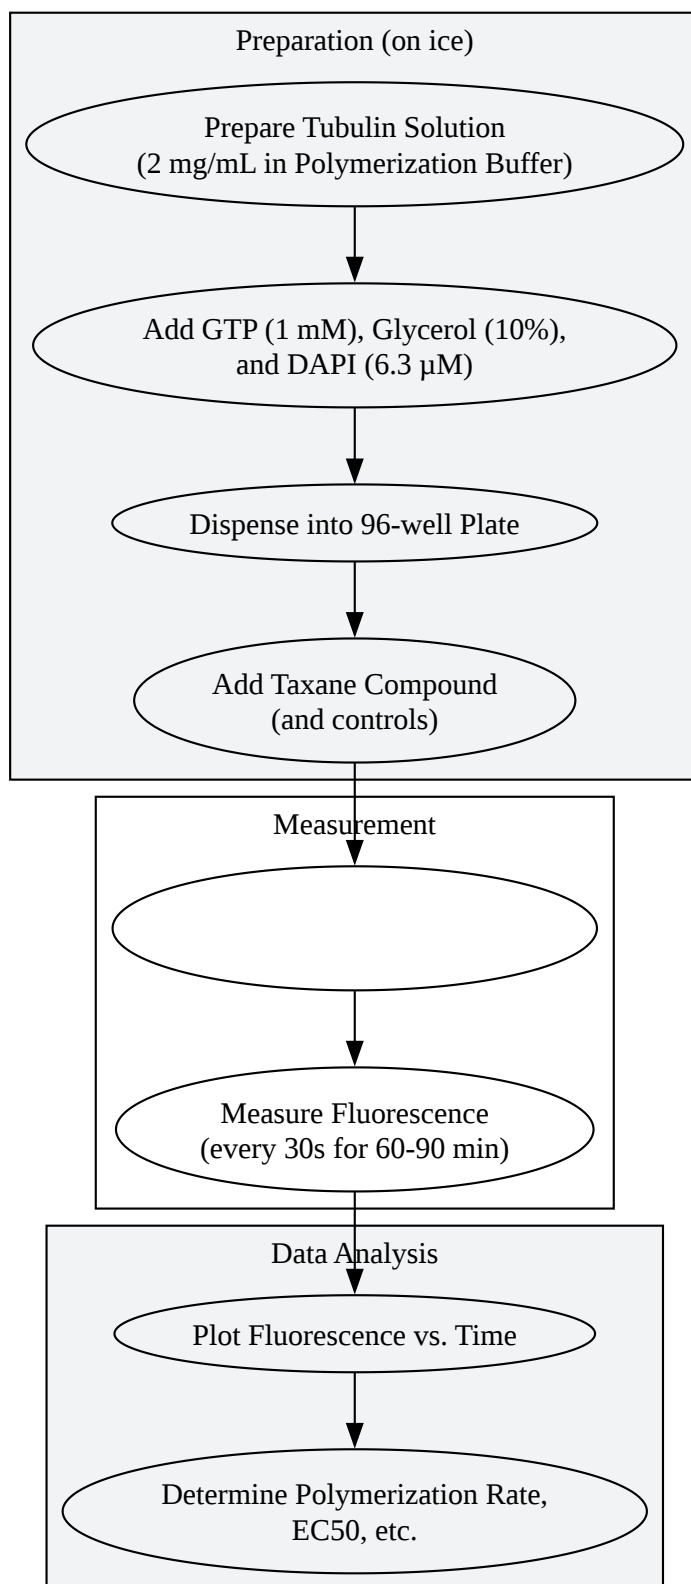 Preparation (on ice)
Prepare Tubulin Solution
(2 mg/mL in Polymerization Buffer)
Add GTP (1 mM), Glycerol (10%),
and DAPI (6.3 µM)
Dispense into 96-well Plate
Add Taxane Compound
(and controls)
Measurement
Measure Fluorescence
(every 30s for 60-90 min)
Data Analysis
Plot Fluorescence vs. Time
Determine Polymerization Rate,
EC50, etc.